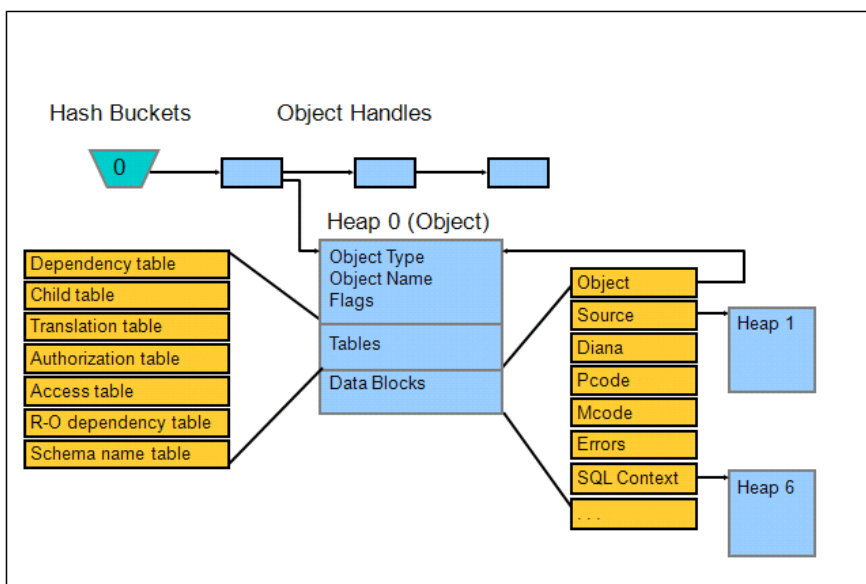 Hash Buckets
Object Handles
0
Heap 0 (Object)
Object Type
Object Name
Flags
Tables
Data Blocks
Dependency table
Child table
Translation table
Authorization table
Access table
R-O dependency table
Schema name table
Object
Source
Diana
Pcode
Mcode
Errors
SQL Context
. . .
Heap 1
Heap 6